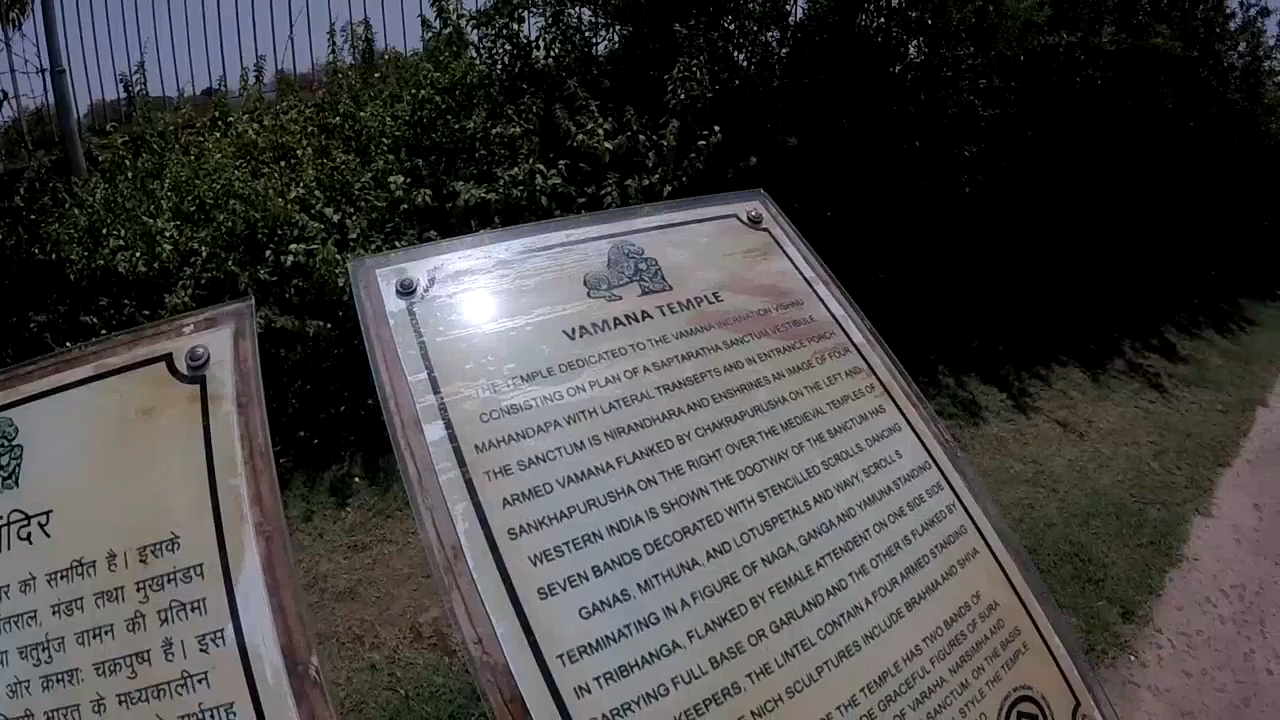 ंदिर
को समर्पित है। इसके
मंडप तथा मुखमंडप
चतुर्भुज वामन की प्रतिमा
ओर क्रमशः चक्रपुष्प हैं। इस
भारत के मध्यकालीन
VAMANA TEMPLE
THE TEMPLE DEDICATED TO THE VAMANA INCRNATION VISHNU
CONSISTING ON PLAN OF A SAPTARATHA SANCTUM VESTIBULE
MAHANDAPA WITH LATERAL TRANSEPTS AND IN ENTRANCE PORCH
THE SANCTUM IS NIRANDHARA AND ENSHRINES AN IMAGE OF FOUR
ARMED VAMANA FLANKED BY CHAKRAPURUSHA ON THE LEFT AND
SANKHAPURUSHA ON THE RIGHT OVER THE MEDIEVAL TEMPLES OF
WESTERN INDIA IS SHOWN THE DOOTWAY OF THE SANCTUM HAS
SEVEN BANDS DECORATED WITH STENCILLED SCROLLS, DANCING
GANAS, MITHUNA, AND LOTUSPETALS AND WAVY, SCROLLS
TERMINATING IN A FIGURE OF NAGA, GANGA AND YAMUNA STANDING
IN TRIBHANGA, FLANKED BY FEMALE ATTENDENT ON ONE SIDE SIDE
CARRYING FULL BASE OR GARLAND AND THE OTHER IS FLANKED BY
KEEPERS, THE LINTEL CONTAIN A FOUR ARMED STANDING
NICH SCULPTURES INCLUDE BRAHMA AND SHIVA
OF THE TEMPLE HAS TWO BANDS OF
GRACEFUL FIGURES OF SURA
OF VARAHA, NARSIMHA AND
SANCTUM, ON THE BASIS
STYLE THE TEMPLE